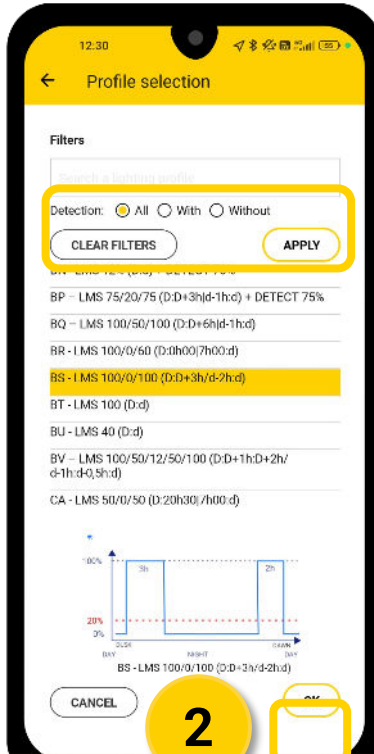 12:30
55
Profile selection
Filters
Search a lighting profile
Detection: All With Without
CLEAR FILTERS APPLY
BP – LMS 75/20/75 (D:D+3h|d-1h:d) + DETECT 75%
BQ – LMS 100/50/100 (D:D+6h|d-1h:d)
BR - LMS 100/0/60 (D:0h00|7h00:d)
BS - LMS 100/0/100 (D:D+3h/d-2h:d)
BT - LMS 100 (D:d)
BU - LMS 40 (D:d)
BV – LMS 100/50/12/50/100 (D:D+1h:D+2h/
d-1h:d-0,5h:d)
CA - LMS 50/0/50 (D:20h30|7h00:d)
100%
3h 2h
20%
0%
DUSK DAWN
DAY NIGHT DAY
BS - LMS 100/0/100 (D:D+3h/d-2h:d)
CANCEL OK
2